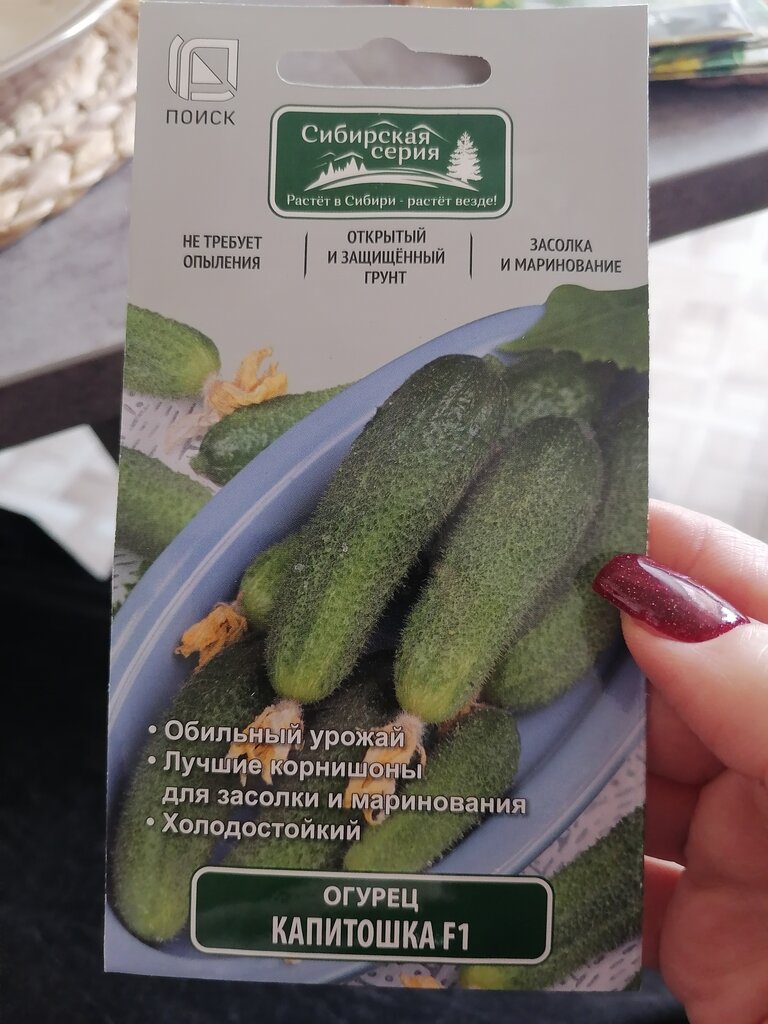 ПОИСК
Сибирская
серия
Растёт в Сибири - растёт везде!
НЕ ТРЕБУЕТ
ОПЫЛЕНИЯ
ОТКРЫТЫЙ
И ЗАЩИЩЁННЫЙ
ГРУНТ
ЗАСОЛКА
И МАРИНОВАНИЕ
• Обильный урожай
• Лучшие корнишоны
для засолки и маринования
• Холодостойкий
ОГУРЕЦ
КАПИТОШКА F1